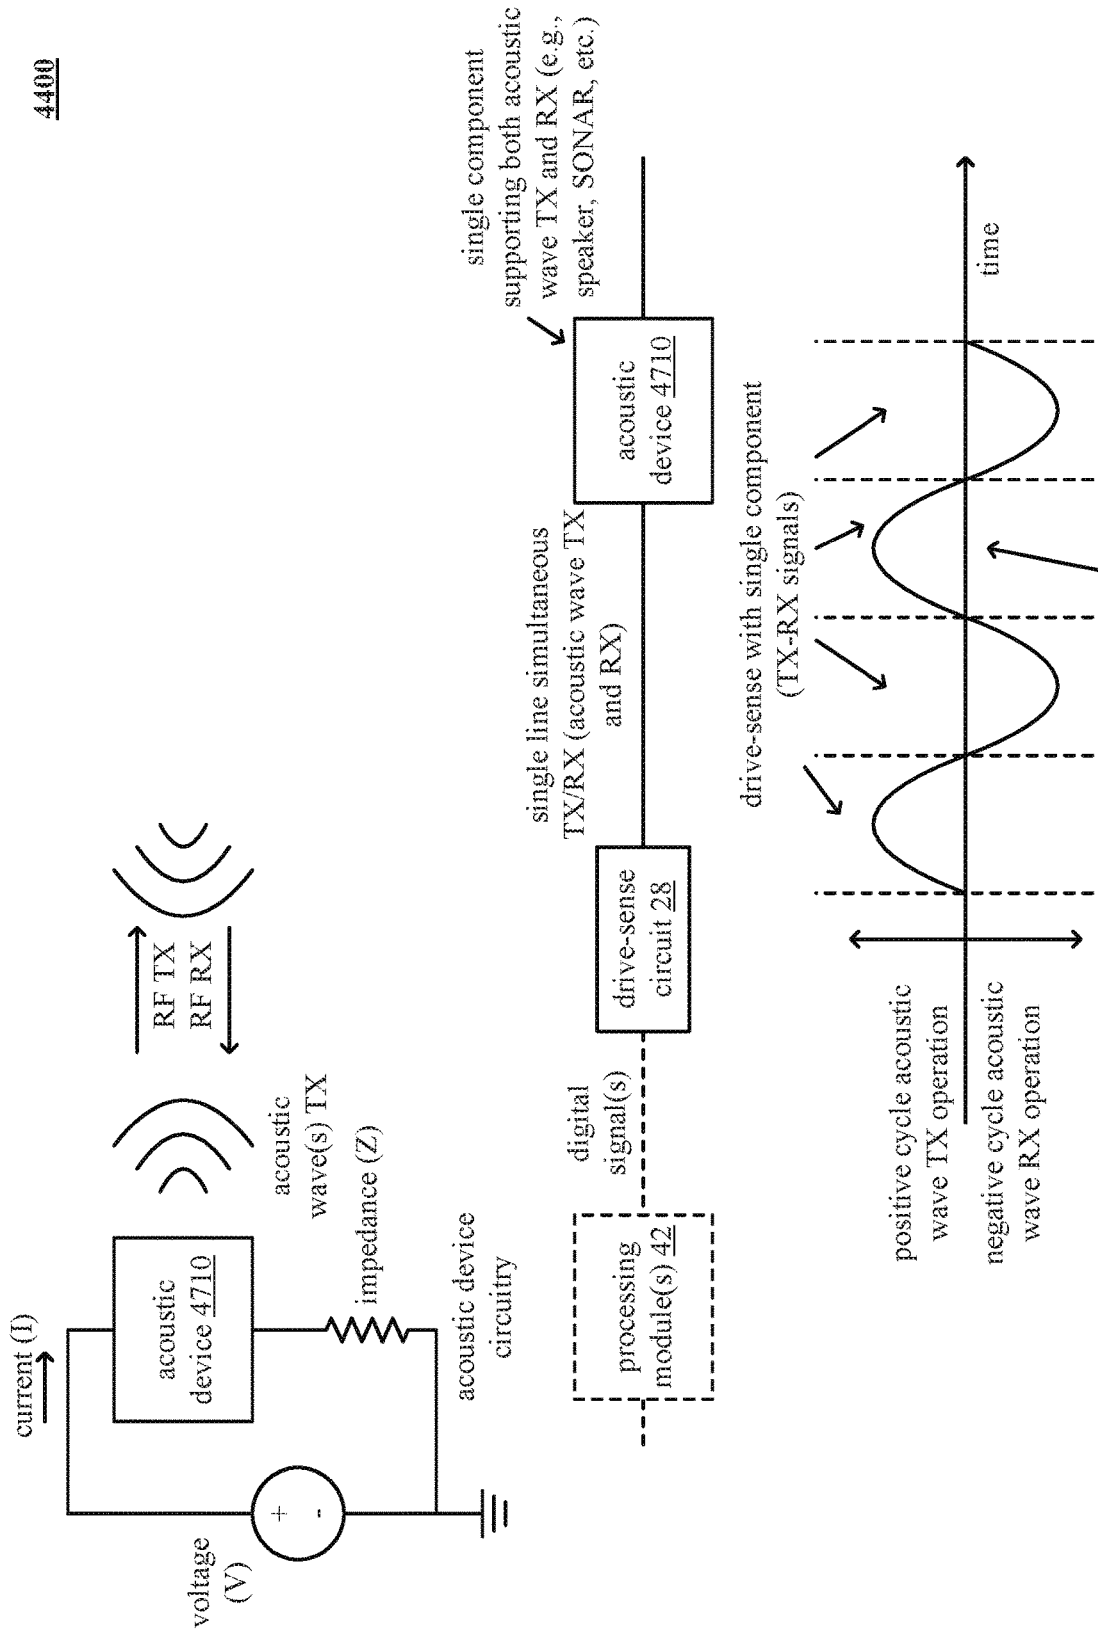 4400
current (I)
voltage
(V)
acoustic
device 4710
impedance (Z)
acoustic device
circuitry
acoustic
wave(s) TX
RF TX
RF RX
processing
module(s) 42
digital
signal(s)
drive-sense
circuit 28
single line simultaneous
TX/RX (acoustic wave TX
and RX)
acoustic
device 4710
single component
supporting both acoustic
wave TX and RX (e.g.,
speaker, SONAR, etc.)
positive cycle acoustic
wave TX operation
negative cycle acoustic
wave RX operation
drive-sense with single component
(TX-RX signals)
time
+
-